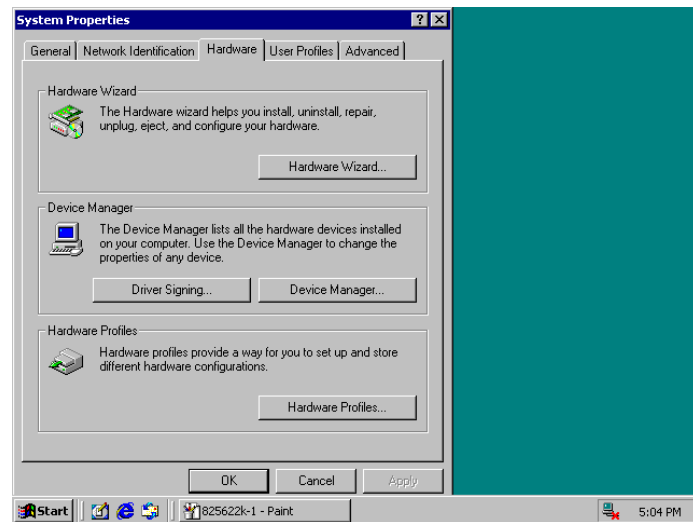 System Properties
General Network Identification Hardware User Profiles Advanced
Hardware Wizard
The Hardware wizard helps you install, uninstall, repair,
unplug, eject, and configure your hardware.
Hardware Wizard...
Device Manager
The Device Manager lists all the hardware devices installed
on your computer. Use the Device Manager to change the
properties of any device.
Driver Signing... Device Manager...
Hardware Profiles
Hardware profiles provide a way for you to set up and store
different hardware configurations.
Hardware Profiles...
OK Cancel Apply
Start 825622k-1 - Paint 5:04 PM